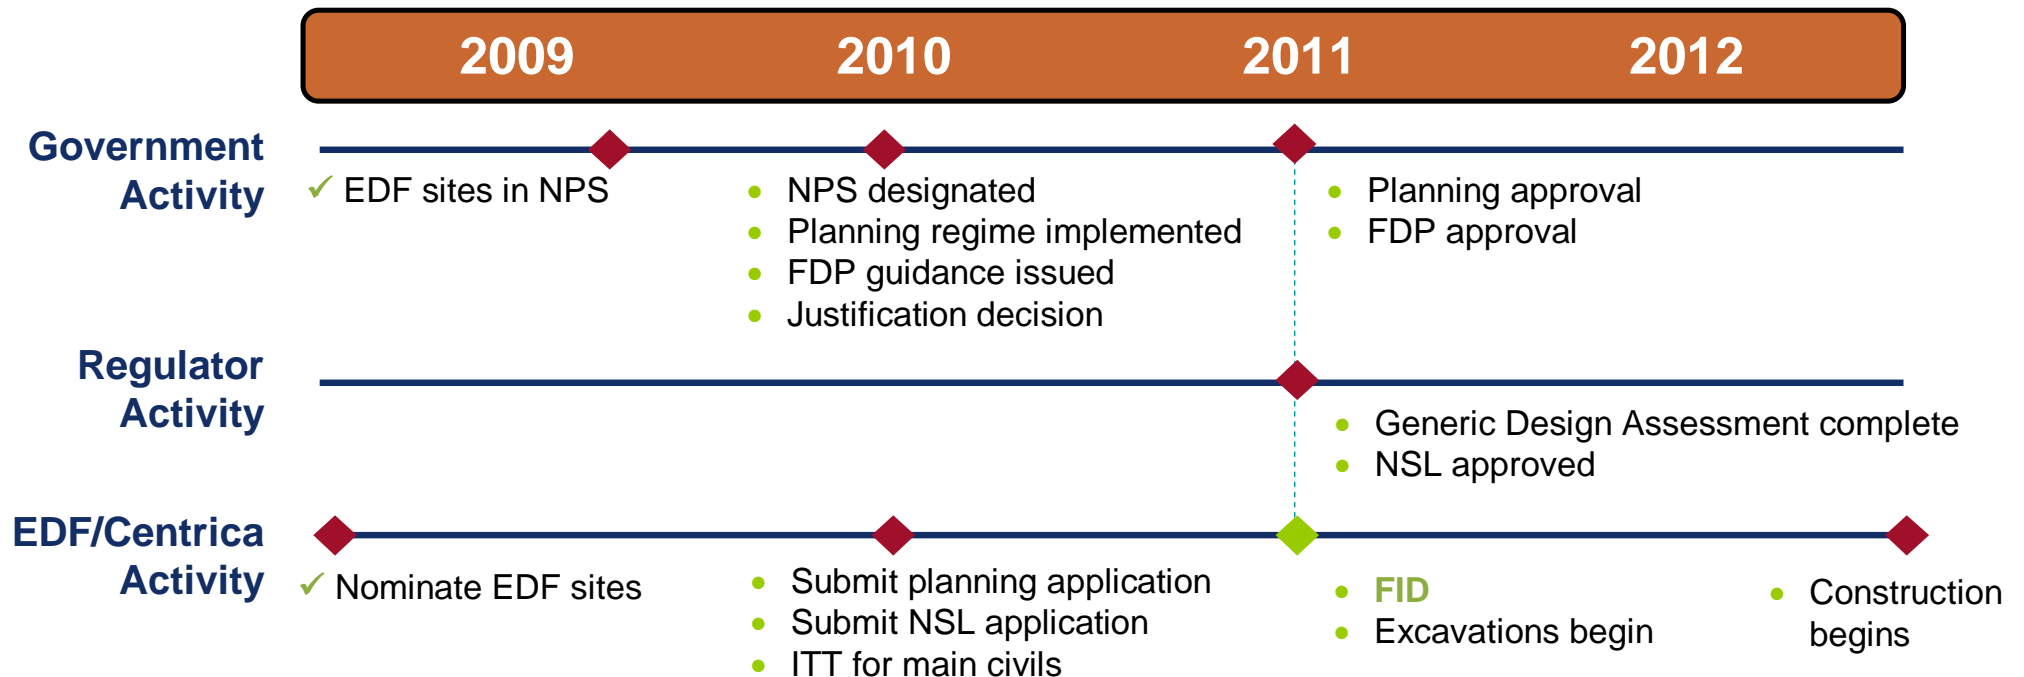 2009 2010 2011 2012
Government
Activity
✓ EDF sites in NPS
• NPS designated
• Planning regime implemented
• FDP guidance issued
• Justification decision
• Planning approval
• FDP approval
Regulator
Activity
• Generic Design Assessment complete
• NSL approved
EDF/Centrica
Activity
✓ Nominate EDF sites
• Submit planning application
• Submit NSL application
• ITT for main civils
• FID
• Excavations begin
• Construction
begins